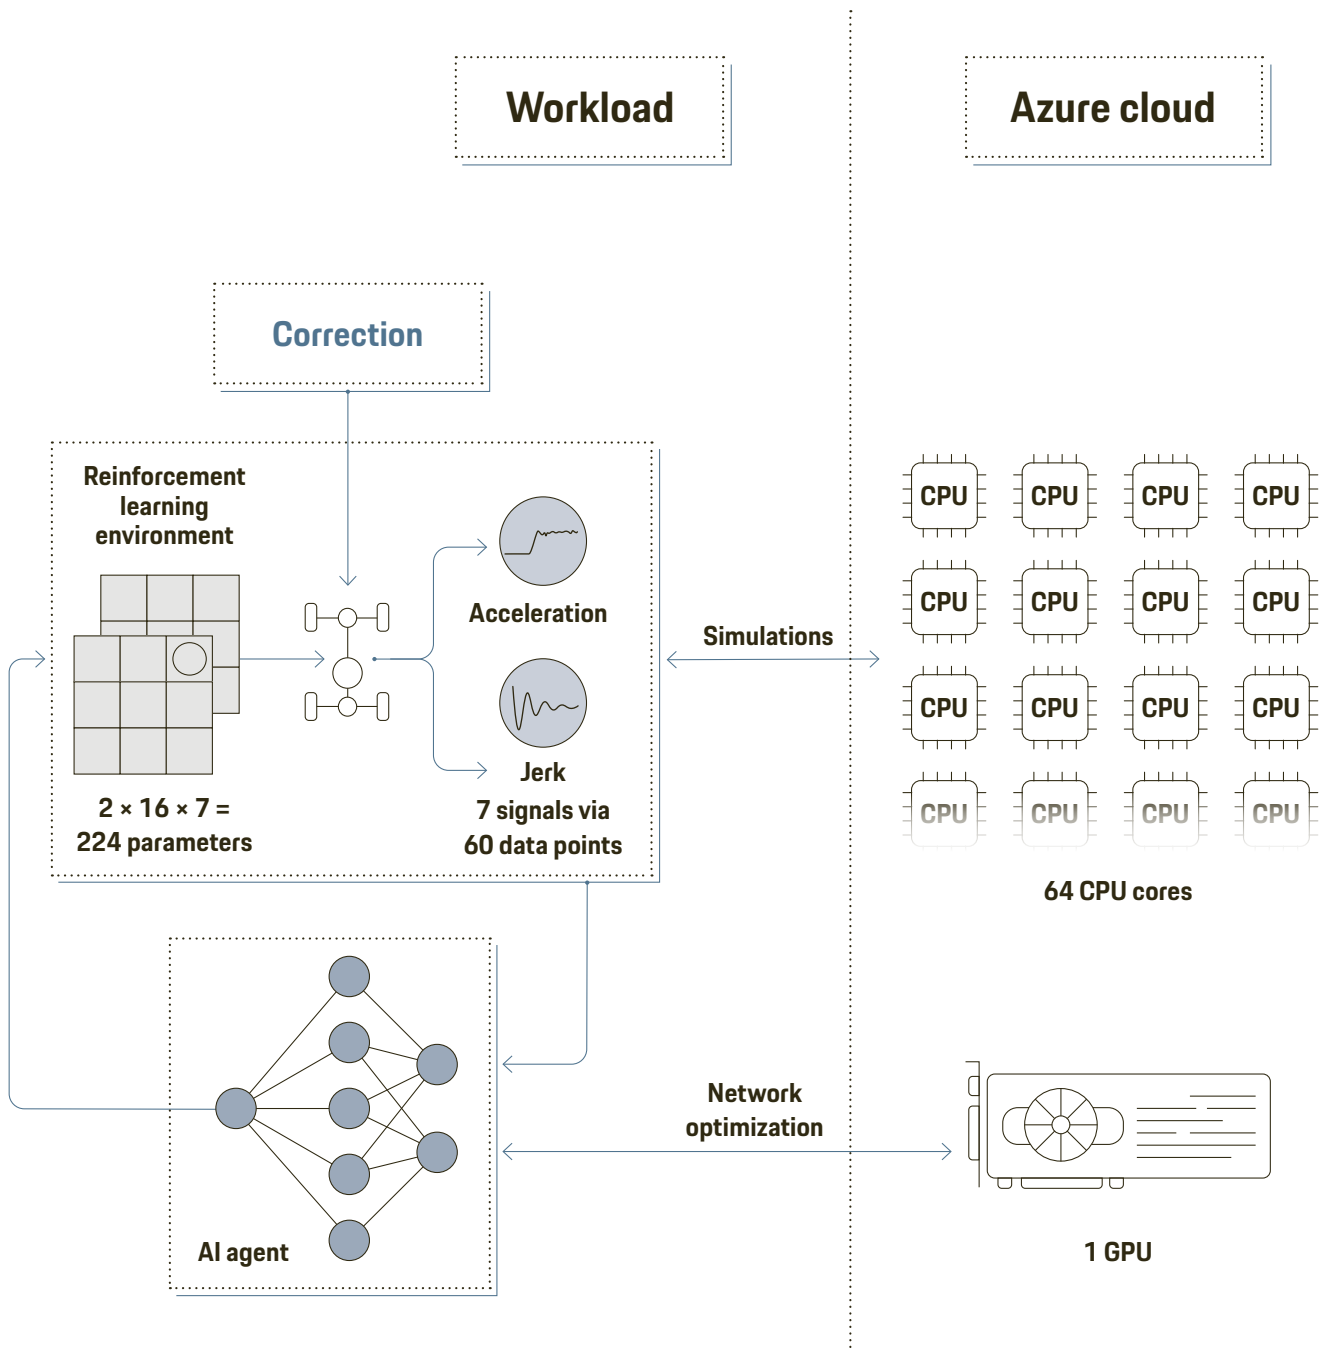 Workload
Azure cloud
Correction
Reinforcement
learning
environment
2 × 16 × 7 =
224 parameters
Acceleration
Jerk
7 signals via
60 data points
Simulations
CPU CPU CPU CPU
CPU CPU CPU CPU
CPU CPU CPU CPU
CPU CPU CPU CPU
64 CPU cores
AI agent
Network
optimization
1 GPU